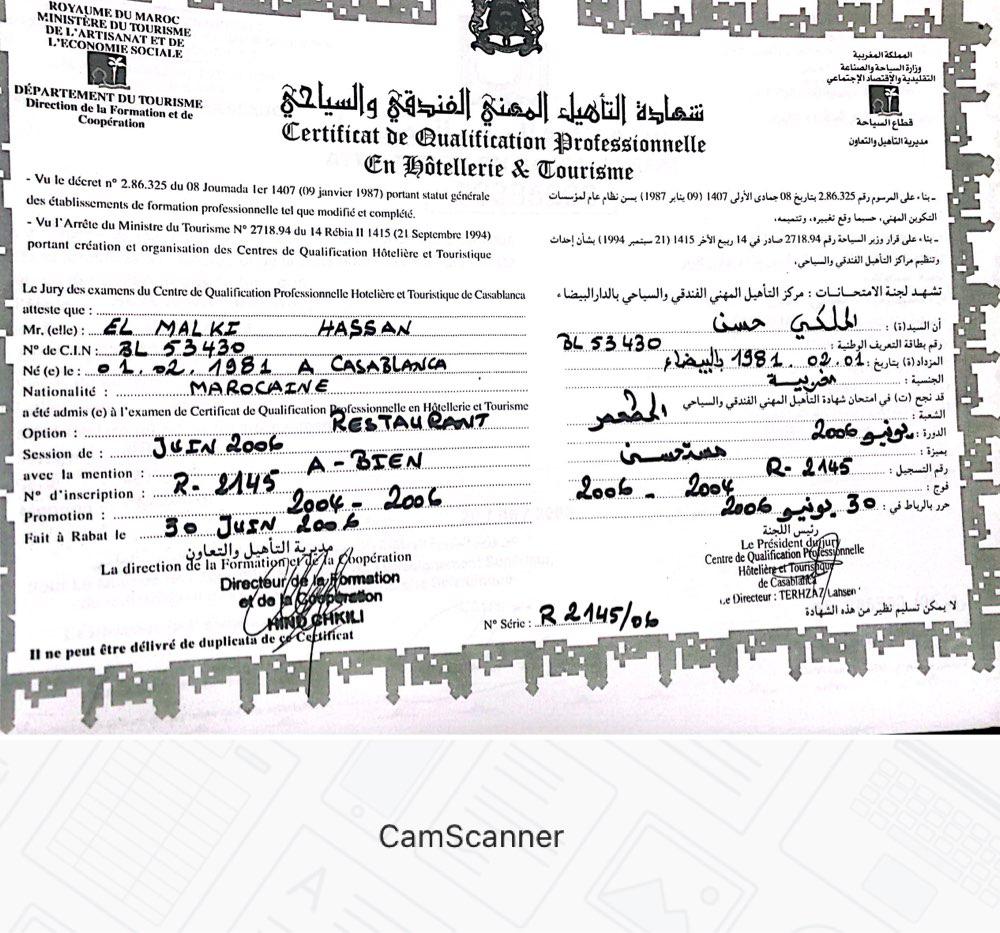 ROYAUME DU MAROC
MINISTÈRE DU TOURISME
DE L'ARTISANAT ET DE
L'ECONOMIE SOCIALE
DÉPARTEMENT DU TOURISME
Direction de la Formation et de
Coopération
المملكة المغربية
وزارة السياحة والصناعة
التقليدية والإقتصاد الإجتماعي
قطاع السياحة
مديرية التأهيل والتعاون
شهادة التأهيل المهني الفندقي والسياحي
Certificat de Qualification Professionnelle
En Hôtellerie & Tourisme
- Vu le décret n° 2.86.325 du 08 Joumada 1er 1407 (09 janvier 1987) portant statut générale
des établissements de formation professionnelle tel que modifié et complété.
- Vu l'Arrête du Ministre du Tourisme N° 2718.94 du 14 Rébia II 1415 (21 Septembre 1994)
portant création et organisation des Centres de Qualification Hôtelière et Touristique
ـ بناء على المرسوم رقم 2.86.325 بتاريخ 08 جمادى الأولى 1407 (09 يناير 1987) بسن نظام عام لمؤسسات
التكوين المهني، حسبما وقع تغييره، وتتميمه،
ـ بناء على قرار وزير السياحة رقم 2718.94 صادر في 14 ربيع الآخر 1415 (21 سبتمبر 1994) بشأن إحداث
وتنظيم مراكز التأهيل الفندقي والسياحي،
Le Jury des examens du Centre de Qualification Professionnelle Hotelière et Touristique de Casablanca
atteste que :
Mr. (elle) : EL MALKI HASSAN
N° de C.I.N : BL 53430
Né (e) le : 01.02.1981 A CASABLANCA
Nationalité : MAROCAINE
a été admis (e) à l'examen de Certificat de Qualification Professionnelle en Hôtellerie et Tourisme
Option : RESTAURANT
Session de : JUIN 2006
avec la mention : A-BIEN
N° d'inscription : R-2145
Promotion : 2004-2006
Fait à Rabat le 30 JUIN 2006
تشهد لجنة الامتحانات : مركز التأهيل المهني الفندقي والسياحي بالدار البيضاء
أن السيد(ة) : الملكي حسن
رقم بطاقة التعريف الوطنية : BL 53430
المزداد(ة) بتاريخ : 02.01. 1981 بالبيضاء
الجنسية : مغربية
قد نجح (ت) في امتحان شهادة التأهيل المهني الفندقي والسياحي
الشعبة : المطعم
الدورة : يونيو 2006
بميزة : مستحسن
رقم التسجيل : R-2145
فوج : 2004 - 2006
حرر بالرباط في : 30 يونيو 2006
مديرية التأهيل والتعاون
La direction de la Formation et de la Coopération
Directeur de la Formation
et de la Coopération
HIND CHKILI
Il ne peut être délivré de duplicata de ce Certificat
N° Série : R 2145/06
رئيس اللجنة
Le Président du jury
Centre de Qualification Professionnelle
Hôtelière et Touristique
de Casablanca
Le Directeur : TERHZAZ Lahsen
لا يمكن تسليم نظير من هذه الشهادة
CamScanner